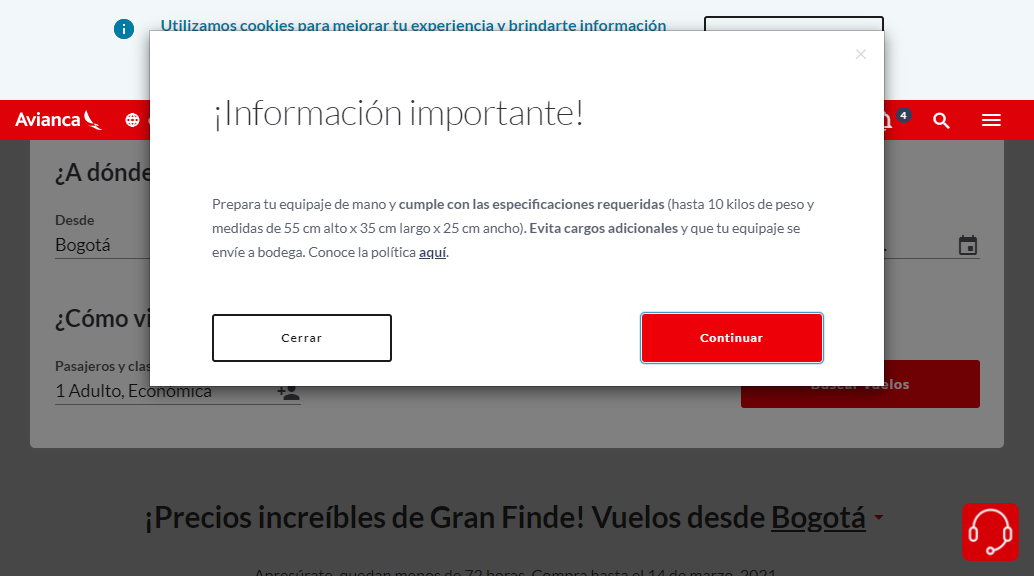 Utilizamos cookies para mejorar tu experiencia y brindarte información
¡Información importante!
Avianca
4
Prepara tu equipaje de mano y cumple con las especificaciones requeridas (hasta 10 kilos de peso y
medidas de 55 cm alto x 35 cm largo x 25 cm ancho). Evita cargos adicionales y que tu equipaje se
envíe a bodega. Conoce la política aquí.
Cerrar
Continuar
¿A dónde
Desde
Bogotá
¿Cómo vi
Pasajeros y clas
1 Adulto, Económica
Buscar vuelos
¡Precios increíbles de Gran Finde! Vuelos desde Bogotá
Apresúrate, quedan menos de 72 horas. Compra hasta el 14 de marzo, 2021